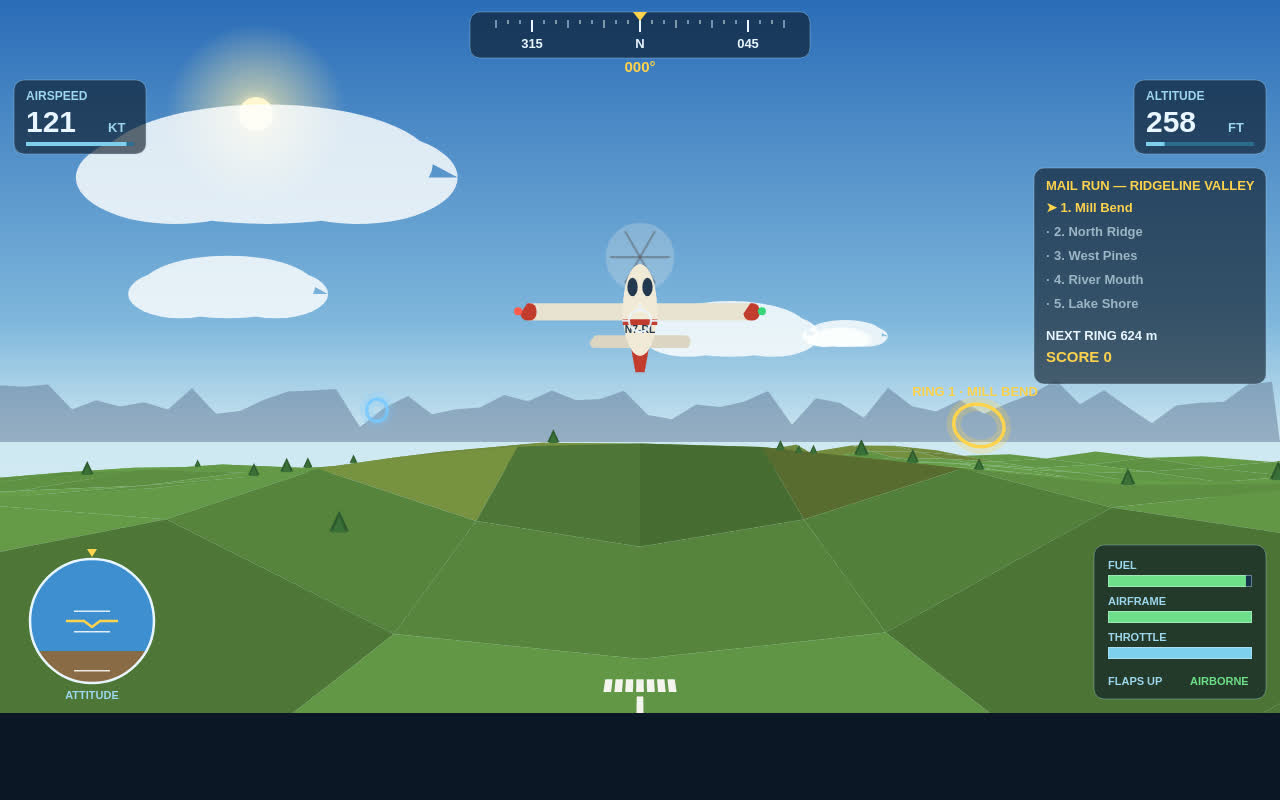 315 N 045
000°
AIRSPEED
121 KT
ALTITUDE
258 FT
MAIL RUN — RIDGELINE VALLEY
➤ 1. Mill Bend
· 2. North Ridge
· 3. West Pines
· 4. River Mouth
· 5. Lake Shore
NEXT RING 624 m
SCORE 0
RING 1 · MILL BEND
FUEL
AIRFRAME
THROTTLE
FLAPS UP AIRBORNE
ATTITUDE